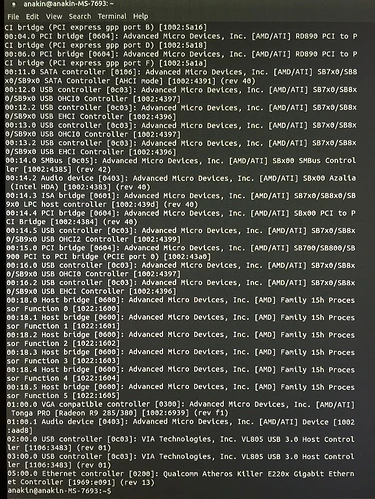 anakin@anakin-MS-7693: ~
File Edit View Search Terminal Help
CI bridge (PCI express gpp port B) [1002:5a16]
00:04.0 PCI bridge [0604]: Advanced Micro Devices, Inc. [AMD/ATI] RD890 PCI to P
CI bridge (PCI express gpp port D) [1002:5a18]
00:06.0 PCI bridge [0604]: Advanced Micro Devices, Inc. [AMD/ATI] RD890 PCI to P
CI bridge (PCI express gpp port F) [1002:5a1a]
00:11.0 SATA controller [0106]: Advanced Micro Devices, Inc. [AMD/ATI] SB7x0/SB8
x0/SB9x0 SATA Controller [AHCI mode] [1002:4391] (rev 40)
00:12.0 USB controller [0c03]: Advanced Micro Devices, Inc. [AMD/ATI] SB7x0/SB8x
0/SB9x0 USB OHCI0 Controller [1002:4397]
00:12.2 USB controller [0c03]: Advanced Micro Devices, Inc. [AMD/ATI] SB7x0/SB8x
0/SB9x0 USB EHCI Controller [1002:4396]
00:13.0 USB controller [0c03]: Advanced Micro Devices, Inc. [AMD/ATI] SB7x0/SB8x
0/SB9x0 USB OHCI0 Controller [1002:4397]
00:13.2 USB controller [0c03]: Advanced Micro Devices, Inc. [AMD/ATI] SB7x0/SB8x
0/SB9x0 USB EHCI Controller [1002:4396]
00:14.0 SMBus [0c05]: Advanced Micro Devices, Inc. [AMD/ATI] SBx00 SMBus Control
ler [1002:4385] (rev 42)
00:14.2 Audio device [0403]: Advanced Micro Devices, Inc. [AMD/ATI] SBx00 Azalia
(Intel HDA) [1002:4383] (rev 40)
00:14.3 ISA bridge [0601]: Advanced Micro Devices, Inc. [AMD/ATI] SB7x0/SB8x0/SB
9x0 LPC host controller [1002:439d] (rev 40)
00:14.4 PCI bridge [0604]: Advanced Micro Devices, Inc. [AMD/ATI] SBx00 PCI to P
CI Bridge [1002:4384] (rev 40)
00:14.5 USB controller [0c03]: Advanced Micro Devices, Inc. [AMD/ATI] SB7x0/SB8x
0/SB9x0 USB OHCI2 Controller [1002:4399]
00:15.0 PCI bridge [0604]: Advanced Micro Devices, Inc. [AMD/ATI] SB700/SB800/SB
900 PCI to PCI bridge (PCIE port 0) [1002:43a0]
00:16.0 USB controller [0c03]: Advanced Micro Devices, Inc. [AMD/ATI] SB7x0/SB8x
0/SB9x0 USB OHCI0 Controller [1002:4397]
00:16.2 USB controller [0c03]: Advanced Micro Devices, Inc. [AMD/ATI] SB7x0/SB8x
0/SB9x0 USB EHCI Controller [1002:4396]
00:18.0 Host bridge [0600]: Advanced Micro Devices, Inc. [AMD] Family 15h Proces
sor Function 0 [1022:1600]
00:18.1 Host bridge [0600]: Advanced Micro Devices, Inc. [AMD] Family 15h Proces
sor Function 1 [1022:1601]
00:18.2 Host bridge [0600]: Advanced Micro Devices, Inc. [AMD] Family 15h Proces
sor Function 2 [1022:1602]
00:18.3 Host bridge [0600]: Advanced Micro Devices, Inc. [AMD] Family 15h Proces
sor Function 3 [1022:1603]
00:18.4 Host bridge [0600]: Advanced Micro Devices, Inc. [AMD] Family 15h Proces
sor Function 4 [1022:1604]
00:18.5 Host bridge [0600]: Advanced Micro Devices, Inc. [AMD] Family 15h Proces
sor Function 5 [1022:1605]
01:00.0 VGA compatible controller [0300]: Advanced Micro Devices, Inc. [AMD/ATI]
Tonga PRO [Radeon R9 285/380] [1002:6939] (rev f1)
01:00.1 Audio device [0403]: Advanced Micro Devices, Inc. [AMD/ATI] Device [1002
:aad8]
02:00.0 USB controller [0c03]: VIA Technologies, Inc. VL805 USB 3.0 Host Control
ler [1106:3483] (rev 01)
03:00.0 USB controller [0c03]: VIA Technologies, Inc. VL805 USB 3.0 Host Control
ler [1106:3483] (rev 01)
05:00.0 Ethernet controller [0200]: Qualcomm Atheros Killer E220x Gigabit Ethern
et Controller [1969:e091] (rev 13)
anakin@anakin-MS-7693:~$